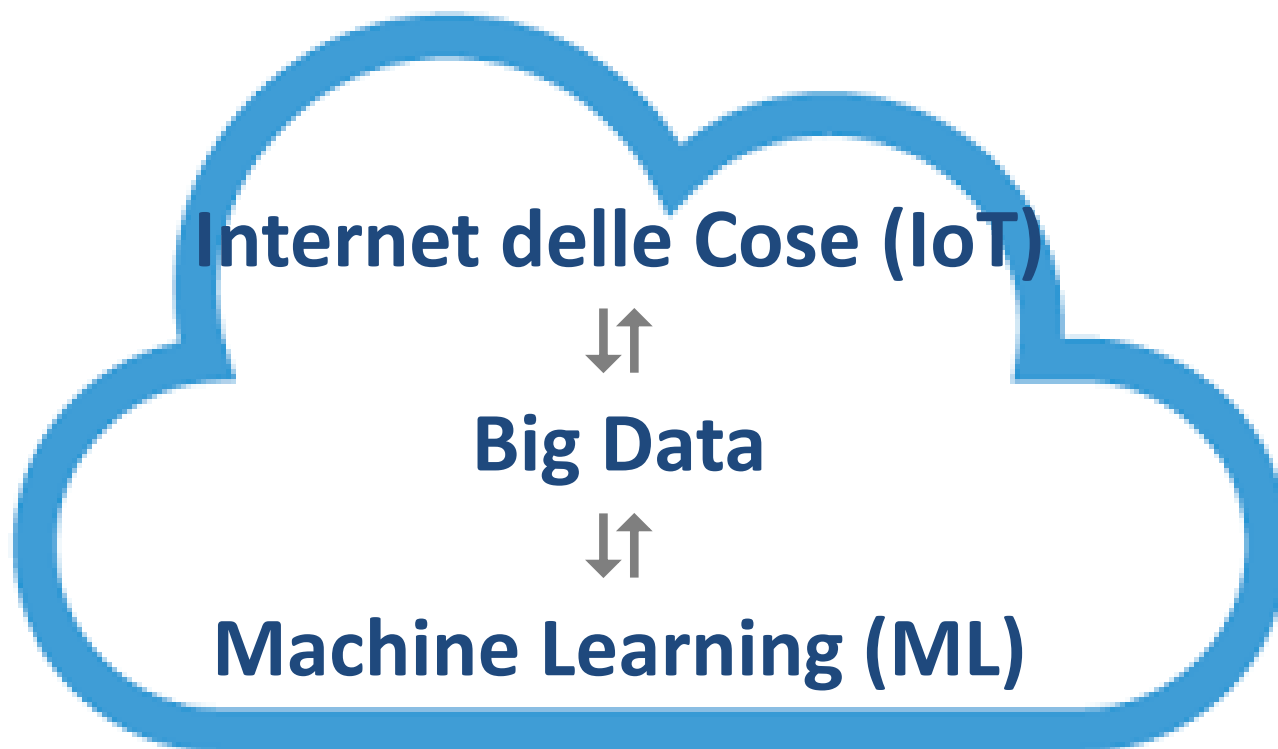 Internet delle Cose (IoT)
↓↑
Big Data
↓↑
Machine Learning (ML)